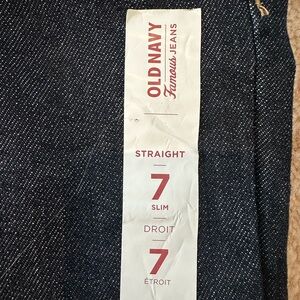 OLD NAVY
Famous JEANS
STRAIGHT
7
SLIM
DROIT
7
ÉTROIT